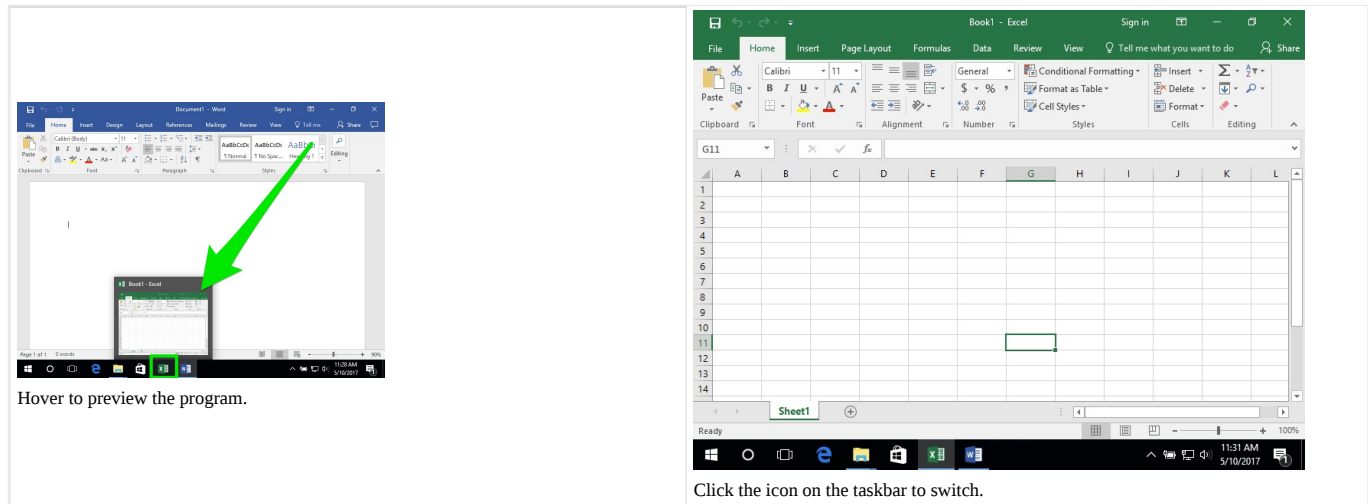 Document1 - Word
Sign in
File Home Insert Design Layout References Mailings Review View Tell me Share
Calibri (Body) 11
Paste
B I U abc X₂ X²
AaBbCcDc AaBbCcDc
¶ Normal ¶ No Spac... Heading 1
Editing
Clipboard Font Paragraph Styles
Book1 - Excel
Page 1 of 1 0 words
90%
11:28 AM
5/10/2017
Hover to preview the program.
Book1 - Excel
Sign in
File Home Insert Page Layout Formulas Data Review View Tell me what you want to do Share
Calibri 11 General Conditional Formatting Insert
Paste B I U $ % , Format as Table Delete
Cell Styles Format
Clipboard Font Alignment Number Styles Cells Editing
G11 fx
A B C D E F G H I J K L
1
2
3
4
5
6
7
8
9
10
11
12
13
14
Sheet1
Ready
100%
11:31 AM
5/10/2017
Click the icon on the taskbar to switch.